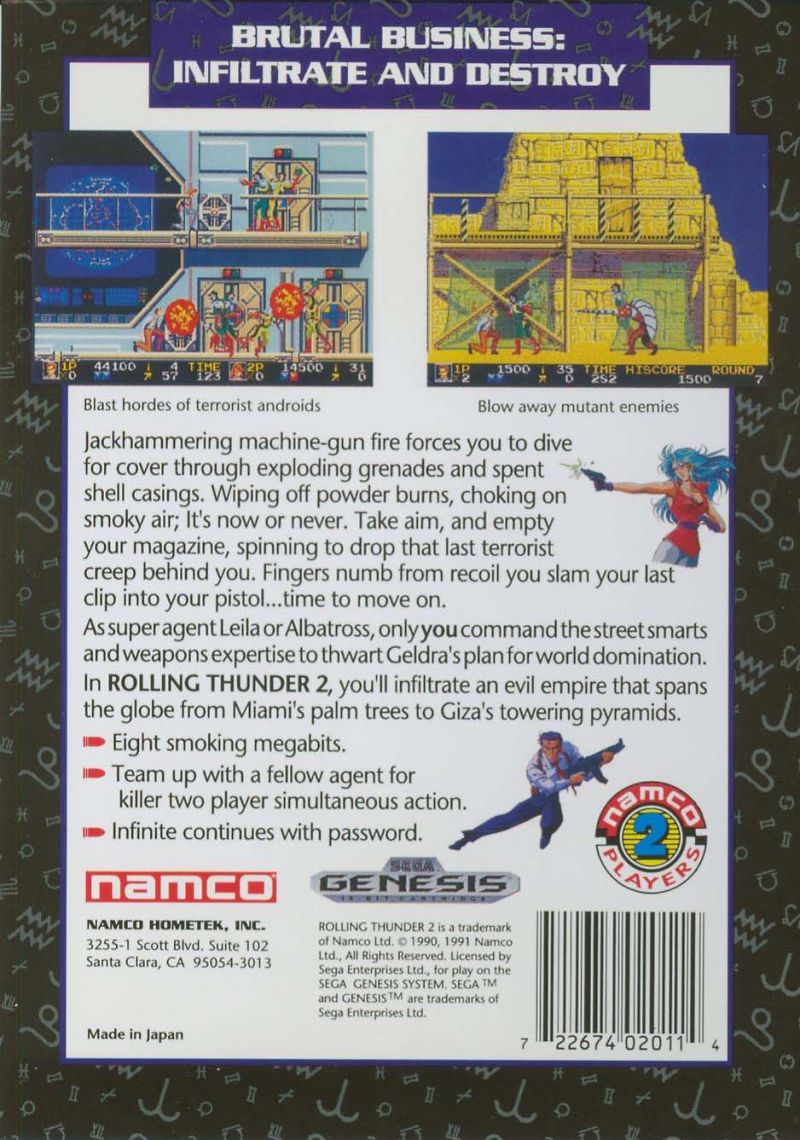 BRUTAL BUSINESS:
INFILTRATE AND DESTROY
1P 44100 4 TIME 2P 14500 31
0 57 123 0 0
1P 1500 35 TIME HISCORE ROUND
2 0 282 1500 7
Blast hordes of terrorist androids
Blow away mutant enemies
Jackhammering machine-gun fire forces you to dive
for cover through exploding grenades and spent
shell casings. Wiping off powder burns, choking on
smoky air; It's now or never. Take aim, and empty
your magazine, spinning to drop that last terrorist
creep behind you. Fingers numb from recoil you slam your last
clip into your pistol...time to move on.
As super agent Leila or Albatross, only you command the street smarts
and weapons expertise to thwart Geldra's plan for world domination.
In ROLLING THUNDER 2, you'll infiltrate an evil empire that spans
the globe from Miami's palm trees to Giza's towering pyramids.
Eight smoking megabits.
Team up with a fellow agent for
killer two player simultaneous action.
Infinite continues with password.
namco
2
PLAYERS
namco
SEGA
GENESIS
16-BIT CARTRIDGE
NAMCO HOMETEK, INC.
3255-1 Scott Blvd. Suite 102
Santa Clara, CA 95054-3013
Made in Japan
ROLLING THUNDER 2 is a trademark
of Namco Ltd. © 1990, 1991 Namco
Ltd., All Rights Reserved. Licensed by
Sega Enterprises Ltd., for play on the
SEGA GENESIS SYSTEM. SEGA™
and GENESIS™ are trademarks of
Sega Enterprises Ltd.
7 22674 02011 4